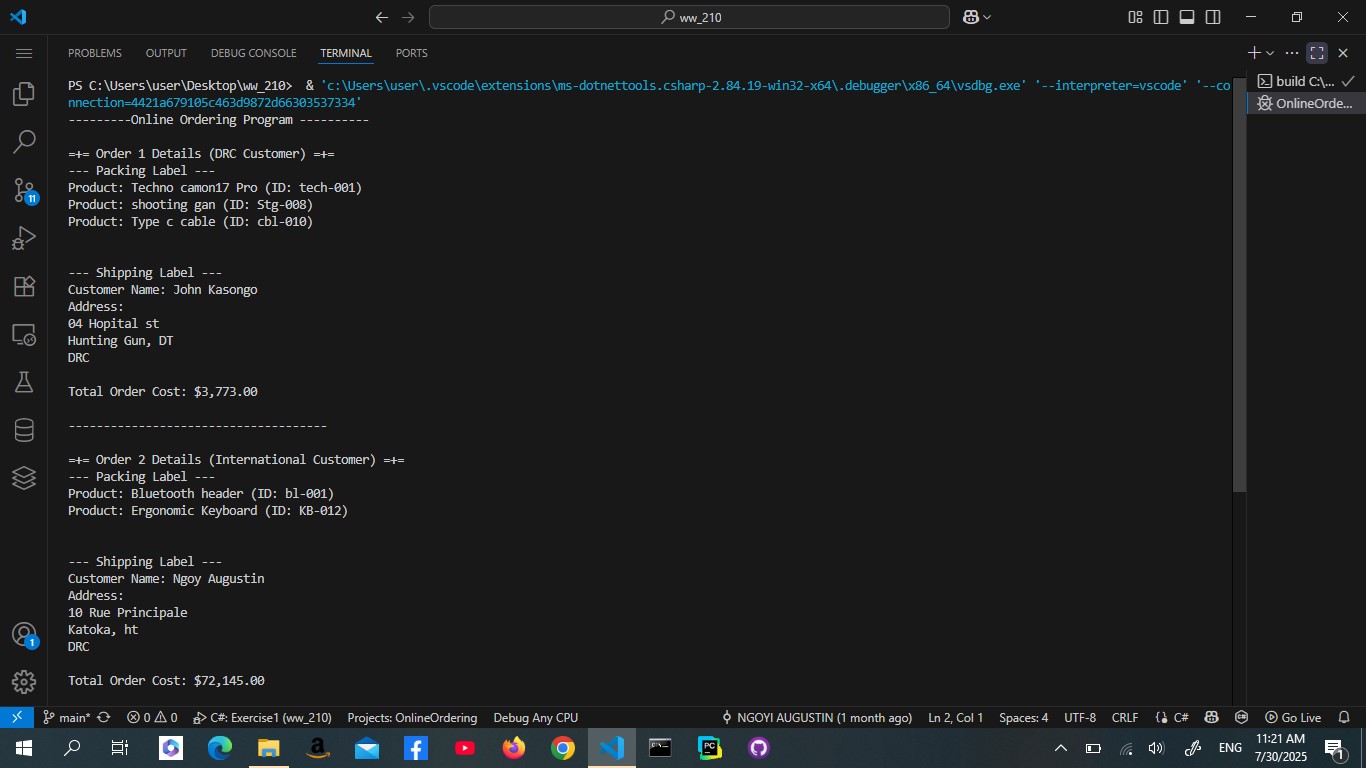 ww_210
PROBLEMS
OUTPUT
DEBUG CONSOLE
TERMINAL
PORTS
PS C:\Users\user\Desktop\ww_210>  & 'c:\Users\user\.vscode\extensions\ms-dotnettools.csharp-2.84.19-win32-x64\.debugger\x86_64\vsdbg.exe' '--interpreter=vscode' '--co
nnection=4421a679105c463d9872d66303537334'
---------Online Ordering Program ----------
=+= Order 1 Details (DRC Customer) =+=
--- Packing Label ---
Product: Techno camon17 Pro (ID: tech-001)
Product: shooting gan (ID: Stg-008)
Product: Type c cable (ID: cbl-010)
--- Shipping Label ---
Customer Name: John Kasongo
Address:
04 Hopital st
Hunting Gun, DT
DRC
Total Order Cost: $3,773.00
-------------------------------------
=+= Order 2 Details (International Customer) =+=
--- Packing Label ---
Product: Bluetooth header (ID: bl-001)
Product: Ergonomic Keyboard (ID: KB-012)
--- Shipping Label ---
Customer Name: Ngoy Augustin
Address:
10 Rue Principale
Katoka, ht
DRC
Total Order Cost: $72,145.00
build C:\...
OnlineOrde...
11
1
main*
0
0
C#: Exercise1 (ww_210)
Projects: OnlineOrdering
Debug Any CPU
NGOYI AUGUSTIN (1 month ago)
Ln 2, Col 1
Spaces: 4
UTF-8
CRLF
C#
Go Live
ENG
11:21 AM
7/30/2025
1